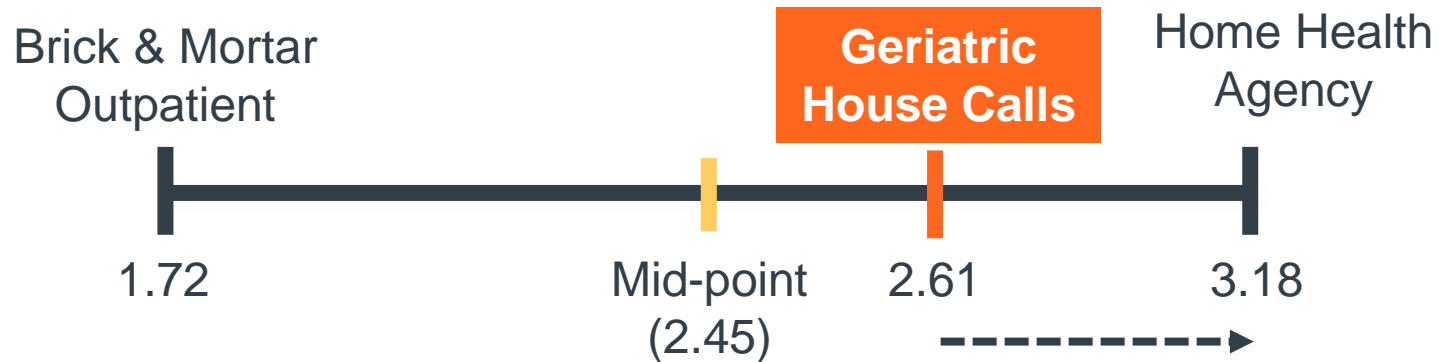 Brick & Mortar
Outpatient
Geriatric
House Calls
Home Health
Agency
1.72
Mid-point
(2.45)
2.61
3.18